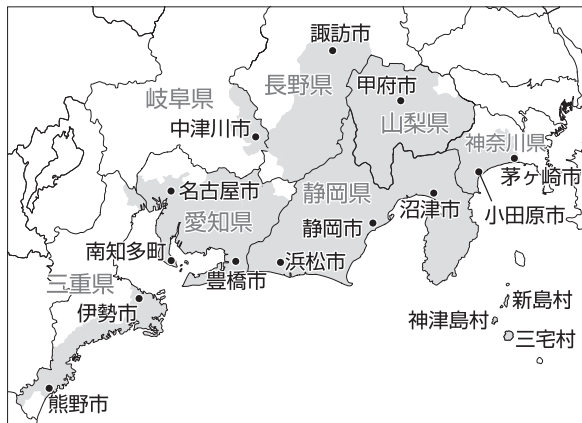 諏訪市
甲府市
長野県
岐阜県
中津川市
山梨県
神奈川県
茅ヶ崎市
名古屋市
静岡県
沼津市
小田原市
愛知県
静岡市
南知多町
豊橋市
浜松市
三重県
伊勢市
新島村
神津島村
三宅村
熊野市